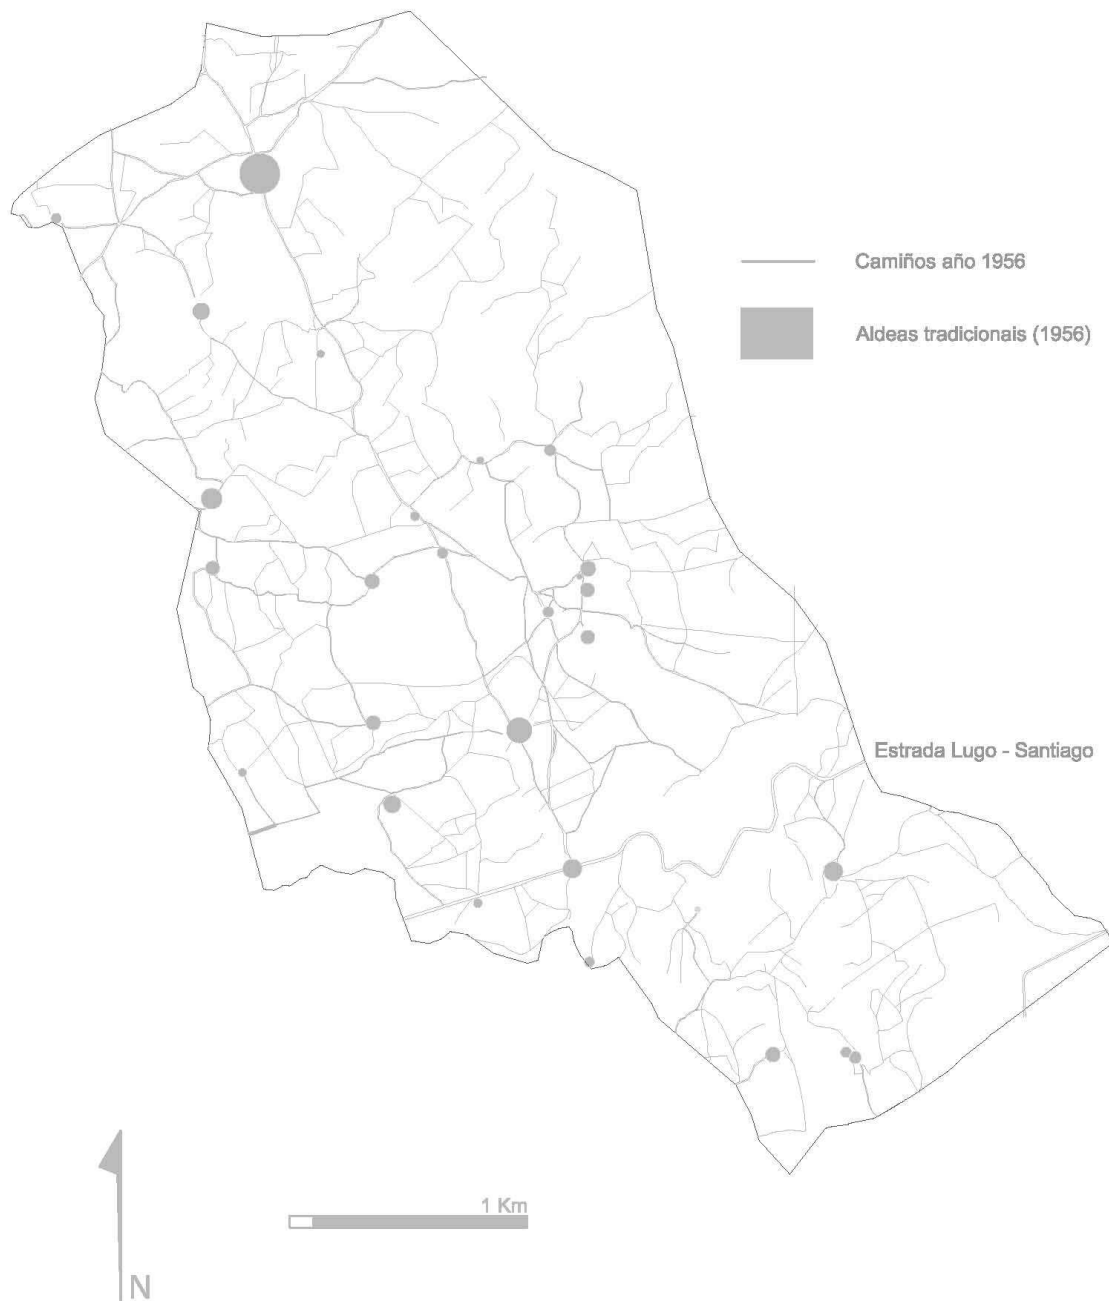 Camiños año 1956
Aldeas tradicionais (1956)
Estrada Lugo - Santiago
1 Km
N